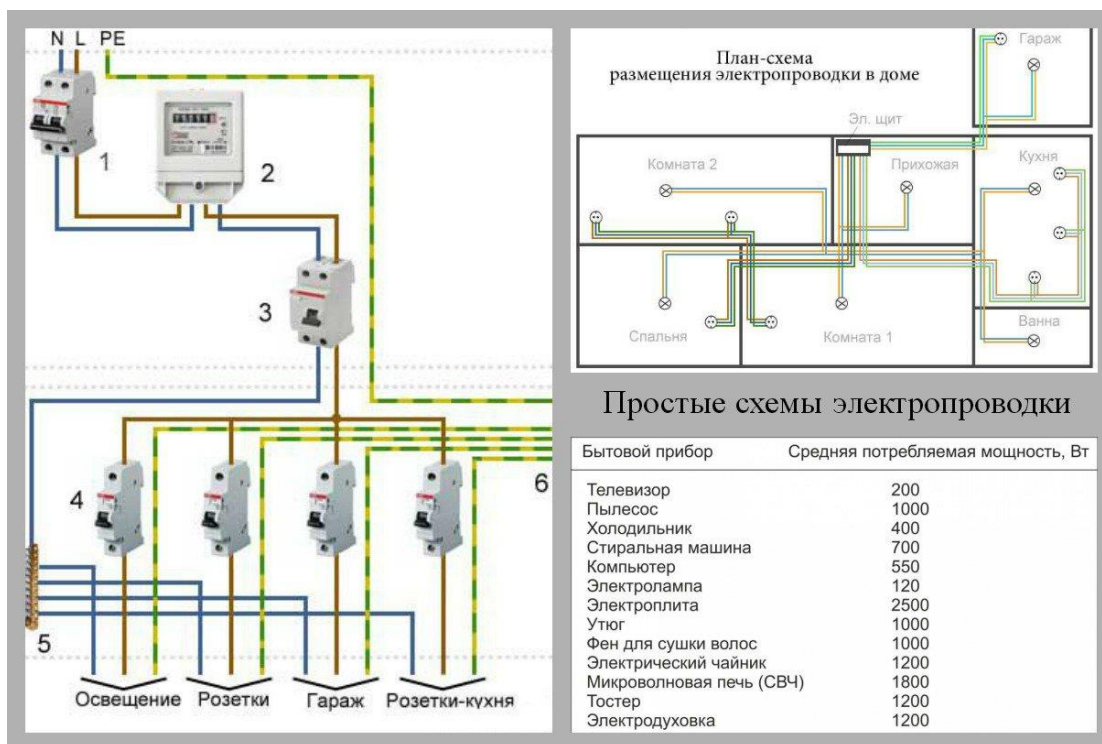 N L PE
1
2
3
4
5
6
Освещение Розетки Гараж Розетки-кухня
План-схема
размещения электропроводки в доме
Гараж
Эл. щит
Комната 2
Прихожая
Кухня
Спальня
Комната 1
Ванна
Простые схемы электропроводки
Бытовой прибор Средняя потребляемая мощность, Вт
Телевизор 200
Пылесос 1000
Холодильник 400
Стиральная машина 700
Компьютер 550
Электролампа 120
Электроплита 2500
Утюг 1000
Фен для сушки волос 1000
Электрический чайник 1200
Микроволновая печь (СВЧ) 1800
Тостер 1200
Электродуховка 1200